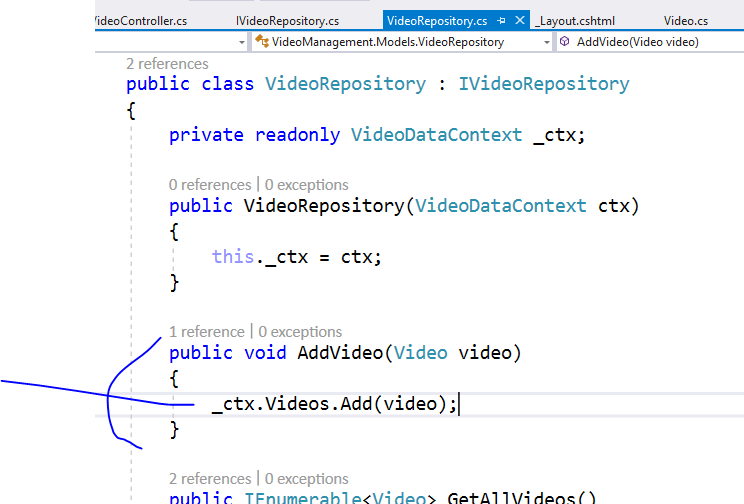 VideoController.cs IVideoRepository.cs VideoRepository.cs _Layout.cshtml Video.cs
VideoManagement.Models.VideoRepository AddVideo(Video video)
2 references
public class VideoRepository : IVideoRepository
{
private readonly VideoDataContext _ctx;
0 references | 0 exceptions
public VideoRepository(VideoDataContext ctx)
{
this._ctx = ctx;
}
1 reference | 0 exceptions
public void AddVideo(Video video)
{
_ctx.Videos.Add(video);
}
2 references | 0 exceptions
public IEnumerable<Video> GetAllVideos()